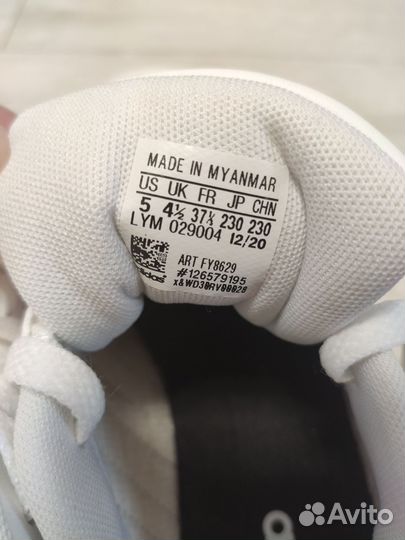 MADE IN MYANMAR
US UK FR JP CHN
5 4½ 37⅓ 230 230
LYM 029004 12/20
adidas
ART FY8629
#126579195
Avito